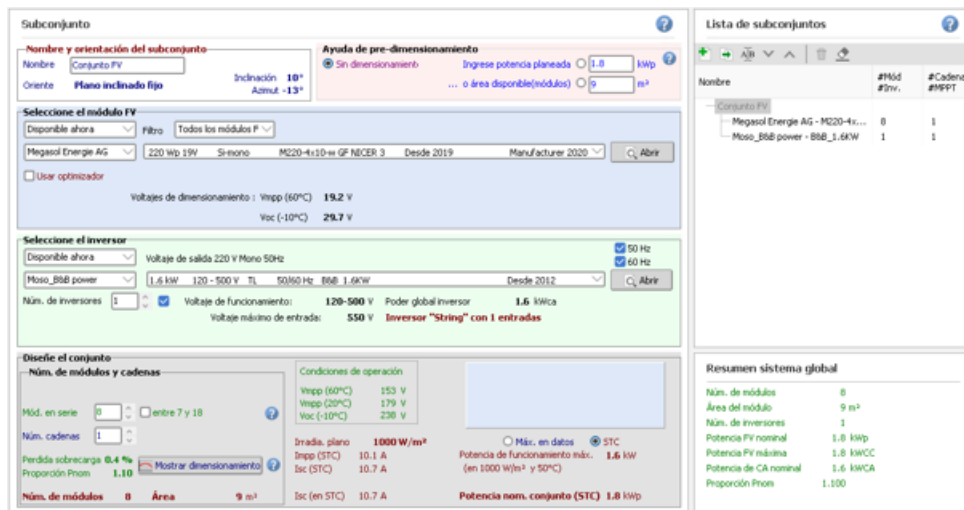 Subconjunto
Nombre y orientación del subconjunto
Nombre Conjunto FV
Oriente Plano inclinado fijo
Inclinación 10°
Azimut -13°
Ayuda de pre-dimensionamiento
Sin dimensionamiento Ingrese potencia planeada 1.8 kWp
... o área disponible(módulos) 9 m²
Seleccione el módulo FV
Disponible ahora Filtro Todos los módulos F
Megasol Energie AG 220 Wp 19V Si-mono M220-4x10-w GF NICER 3 Desde 2019 Manufacturer 2020 Abrir
Usar optimizador
Voltajes de dimensionamiento : Vmpp (60°C) 19.2 V
Voc (-10°C) 29.7 V
Seleccione el inversor
Disponible ahora Voltaje de salida 220 V Mono 50Hz
50 Hz
60 Hz
Moso_B&B power 1.6 kW 120 - 500 V TL 50/60 Hz B&B 1.6KW Desde 2012 Abrir
Núm. de inversores 1 Voltaje de funcionamiento: 120-500 V Poder global inversor 1.6 kWca
Voltaje máximo de entrada: 550 V Inversor "String" con 1 entradas
Diseñe el conjunto
Núm. de módulos y cadenas
Mód. en serie 8 entre 7 y 18
Núm. cadenas 1
Perdida sobrecarga 0.4 %
Proporción Pnom 1.10
Mostrar dimensionamiento
Núm. de módulos 8 Área 9 m²
Condiciones de operación
Vmpp (60°C) 153 V
Vmpp (20°C) 179 V
Voc (-10°C) 238 V
Irradia. plano 1000 W/m²
Impp (STC) 10.1 A
Isc (STC) 10.7 A
Isc (en STC) 10.7 A
Máx. en datos STC
Potencia de funcionamiento máx. 1.6 kW
(en 1000 W/m² y 50°C)
Potencia nom. conjunto (STC) 1.8 kWp
Lista de subconjuntos
Nombre #Mód #Cadena
#Inv. #MPPT
Conjunto FV
Megasol Energie AG - M220-4x... 8 1
Moso_B&B power - B&B_1.6KW 1 1
Resumen sistema global
Núm. de módulos 8
Área del módulo 9 m²
Núm. de inversores 1
Potencia FV nominal 1.8 kWp
Potencia FV máxima 1.8 kWCC
Potencia de CA nominal 1.6 kWCA
Proporción Pnom 1.100